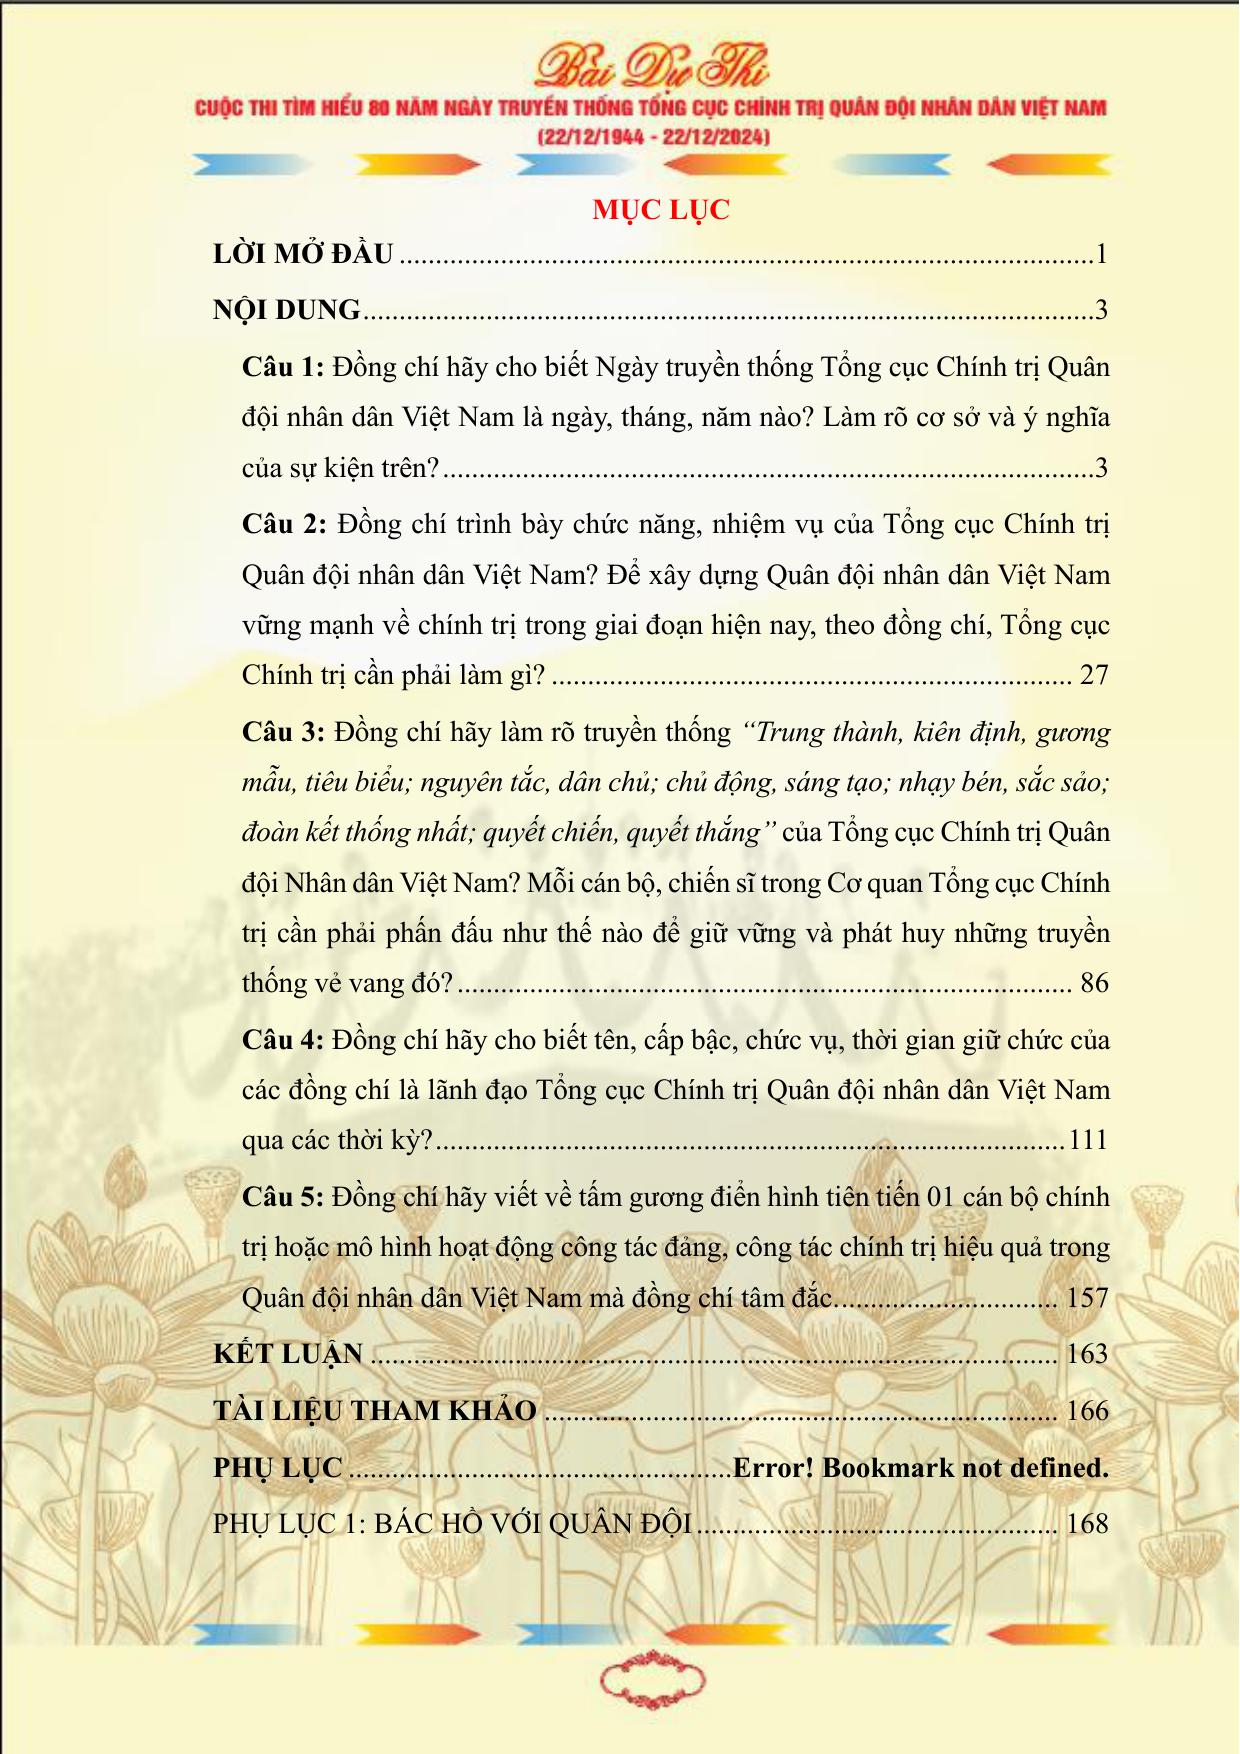 Bài Dự Thi
CUỘC THI TÌM HIỂU 80 NĂM NGÀY TRUYỀN THỐNG TỔNG CỤC CHÍNH TRỊ QUÂN ĐỘI NHÂN DÂN VIỆT NAM
(22/12/1944 - 22/12/2024)
MỤC LỤC
LỜI MỞ ĐẦU ................................................................................................1
NỘI DUNG.....................................................................................................3
Câu 1: Đồng chí hãy cho biết Ngày truyền thống Tổng cục Chính trị Quân
đội nhân dân Việt Nam là ngày, tháng, năm nào? Làm rõ cơ sở và ý nghĩa
của sự kiện trên?..........................................................................................3
Câu 2: Đồng chí trình bày chức năng, nhiệm vụ của Tổng cục Chính trị
Quân đội nhân dân Việt Nam? Để xây dựng Quân đội nhân dân Việt Nam
vững mạnh về chính trị trong giai đoạn hiện nay, theo đồng chí, Tổng cục
Chính trị cần phải làm gì? ........................................................................ 27
Câu 3: Đồng chí hãy làm rõ truyền thống “Trung thành, kiên định, gương
mẫu, tiêu biểu; nguyên tắc, dân chủ; chủ động, sáng tạo; nhạy bén, sắc sảo;
đoàn kết thống nhất; quyết chiến, quyết thắng” của Tổng cục Chính trị Quân
đội Nhân dân Việt Nam? Mỗi cán bộ, chiến sĩ trong Cơ quan Tổng cục Chính
trị cần phải phấn đấu như thế nào để giữ vững và phát huy những truyền
thống vẻ vang đó?..................................................................................... 86
Câu 4: Đồng chí hãy cho biết tên, cấp bậc, chức vụ, thời gian giữ chức của
các đồng chí là lãnh đạo Tổng cục Chính trị Quân đội nhân dân Việt Nam
qua các thời kỳ?.......................................................................................111
Câu 5: Đồng chí hãy viết về tấm gương điển hình tiên tiến 01 cán bộ chính
trị hoặc mô hình hoạt động công tác đảng, công tác chính trị hiệu quả trong
Quân đội nhân dân Việt Nam mà đồng chí tâm đắc............................... 157
KẾT LUẬN ............................................................................................... 163
TÀI LIỆU THAM KHẢO ....................................................................... 166
PHỤ LỤC .....................................................Error! Bookmark not defined.
PHỤ LỤC 1: BÁC HỒ VỚI QUÂN ĐỘI.................................................. 168